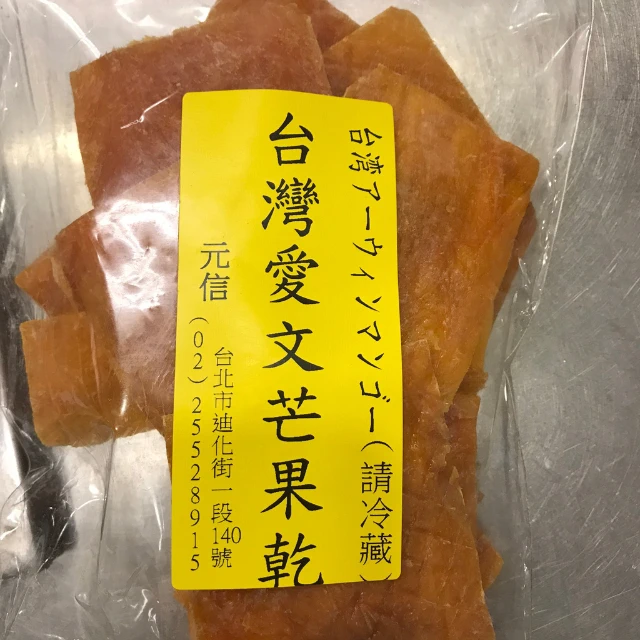 台湾アーウィンマンゴー(請冷藏)
台灣愛文芒果乾
元信
台北市迪化街一段140號
(02)25528915